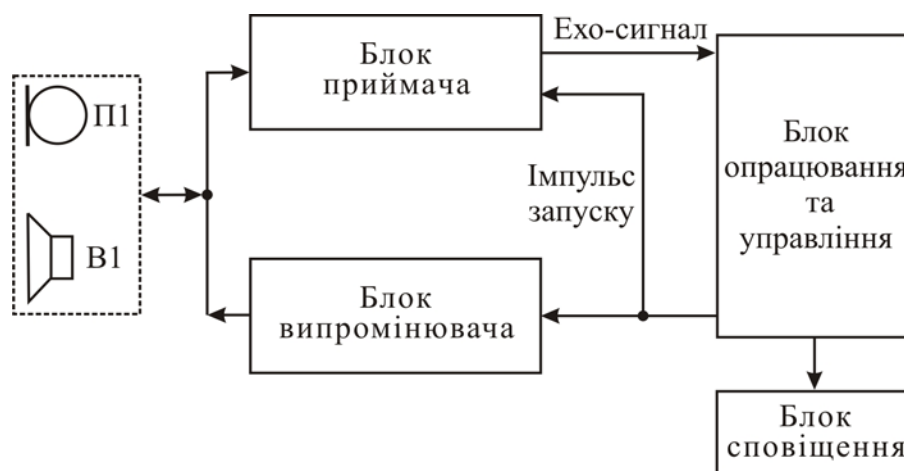 Блок
приймача
Ехо-сигнал
П1
В1
Імпульс
запуску
Блок
опрацювання
та
управління
Блок
випромінювача
Блок
сповіщення